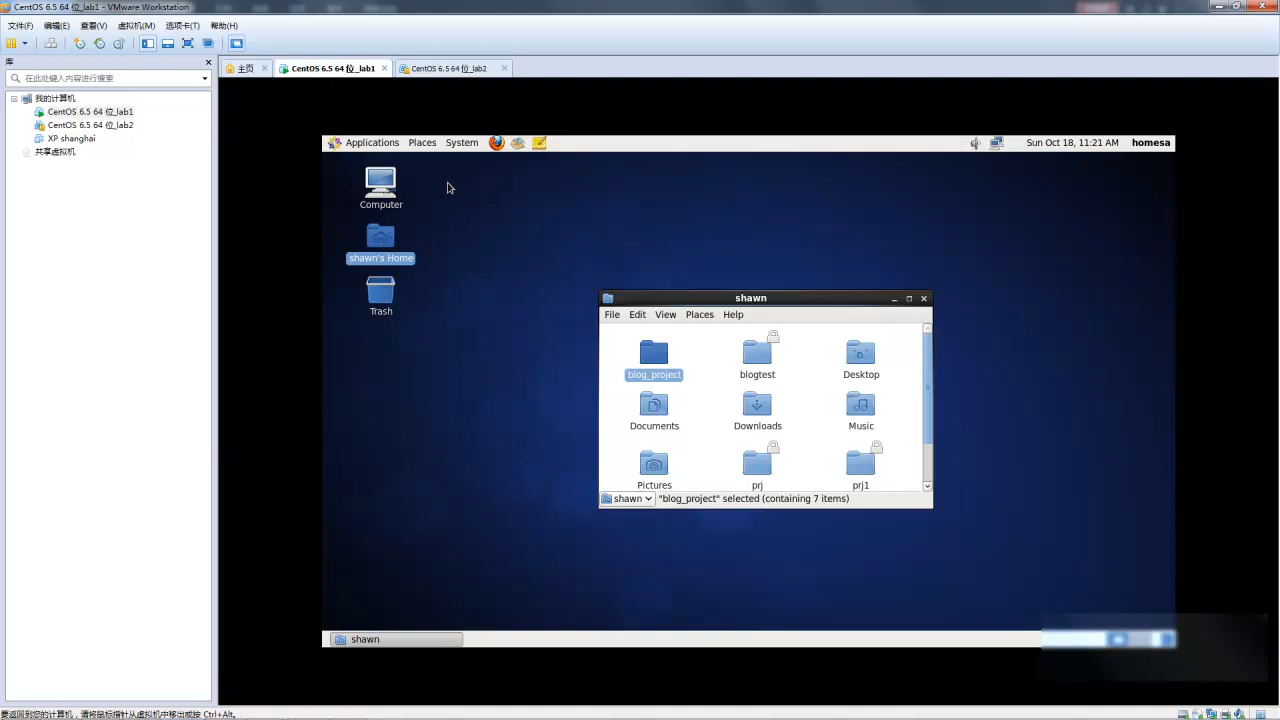 CentOS 6.5 64 位_lab1 - VMware Workstation
文件(F) 编辑(E) 查看(V) 虚拟机(M) 选项卡(T) 帮助(H)
库
在此处键入内容进行搜索
我的计算机
CentOS 6.5 64 位_lab1
CentOS 6.5 64 位_lab2
XP shanghai
共享虚拟机
主页 CentOS 6.5 64 位_lab1 CentOS 6.5 64 位_lab2
Applications Places System Sun Oct 18, 11:21 AM homesa
Computer
shawn's Home
Trash
shawn
File Edit View Places Help
blog_project blogtest Desktop
Documents Downloads Music
Pictures prj prj1
shawn "blog_project" selected (containing 7 items)
shawn
要返回到您的计算机，请将鼠标指针从虚拟机中移出或按 Ctrl+Alt。